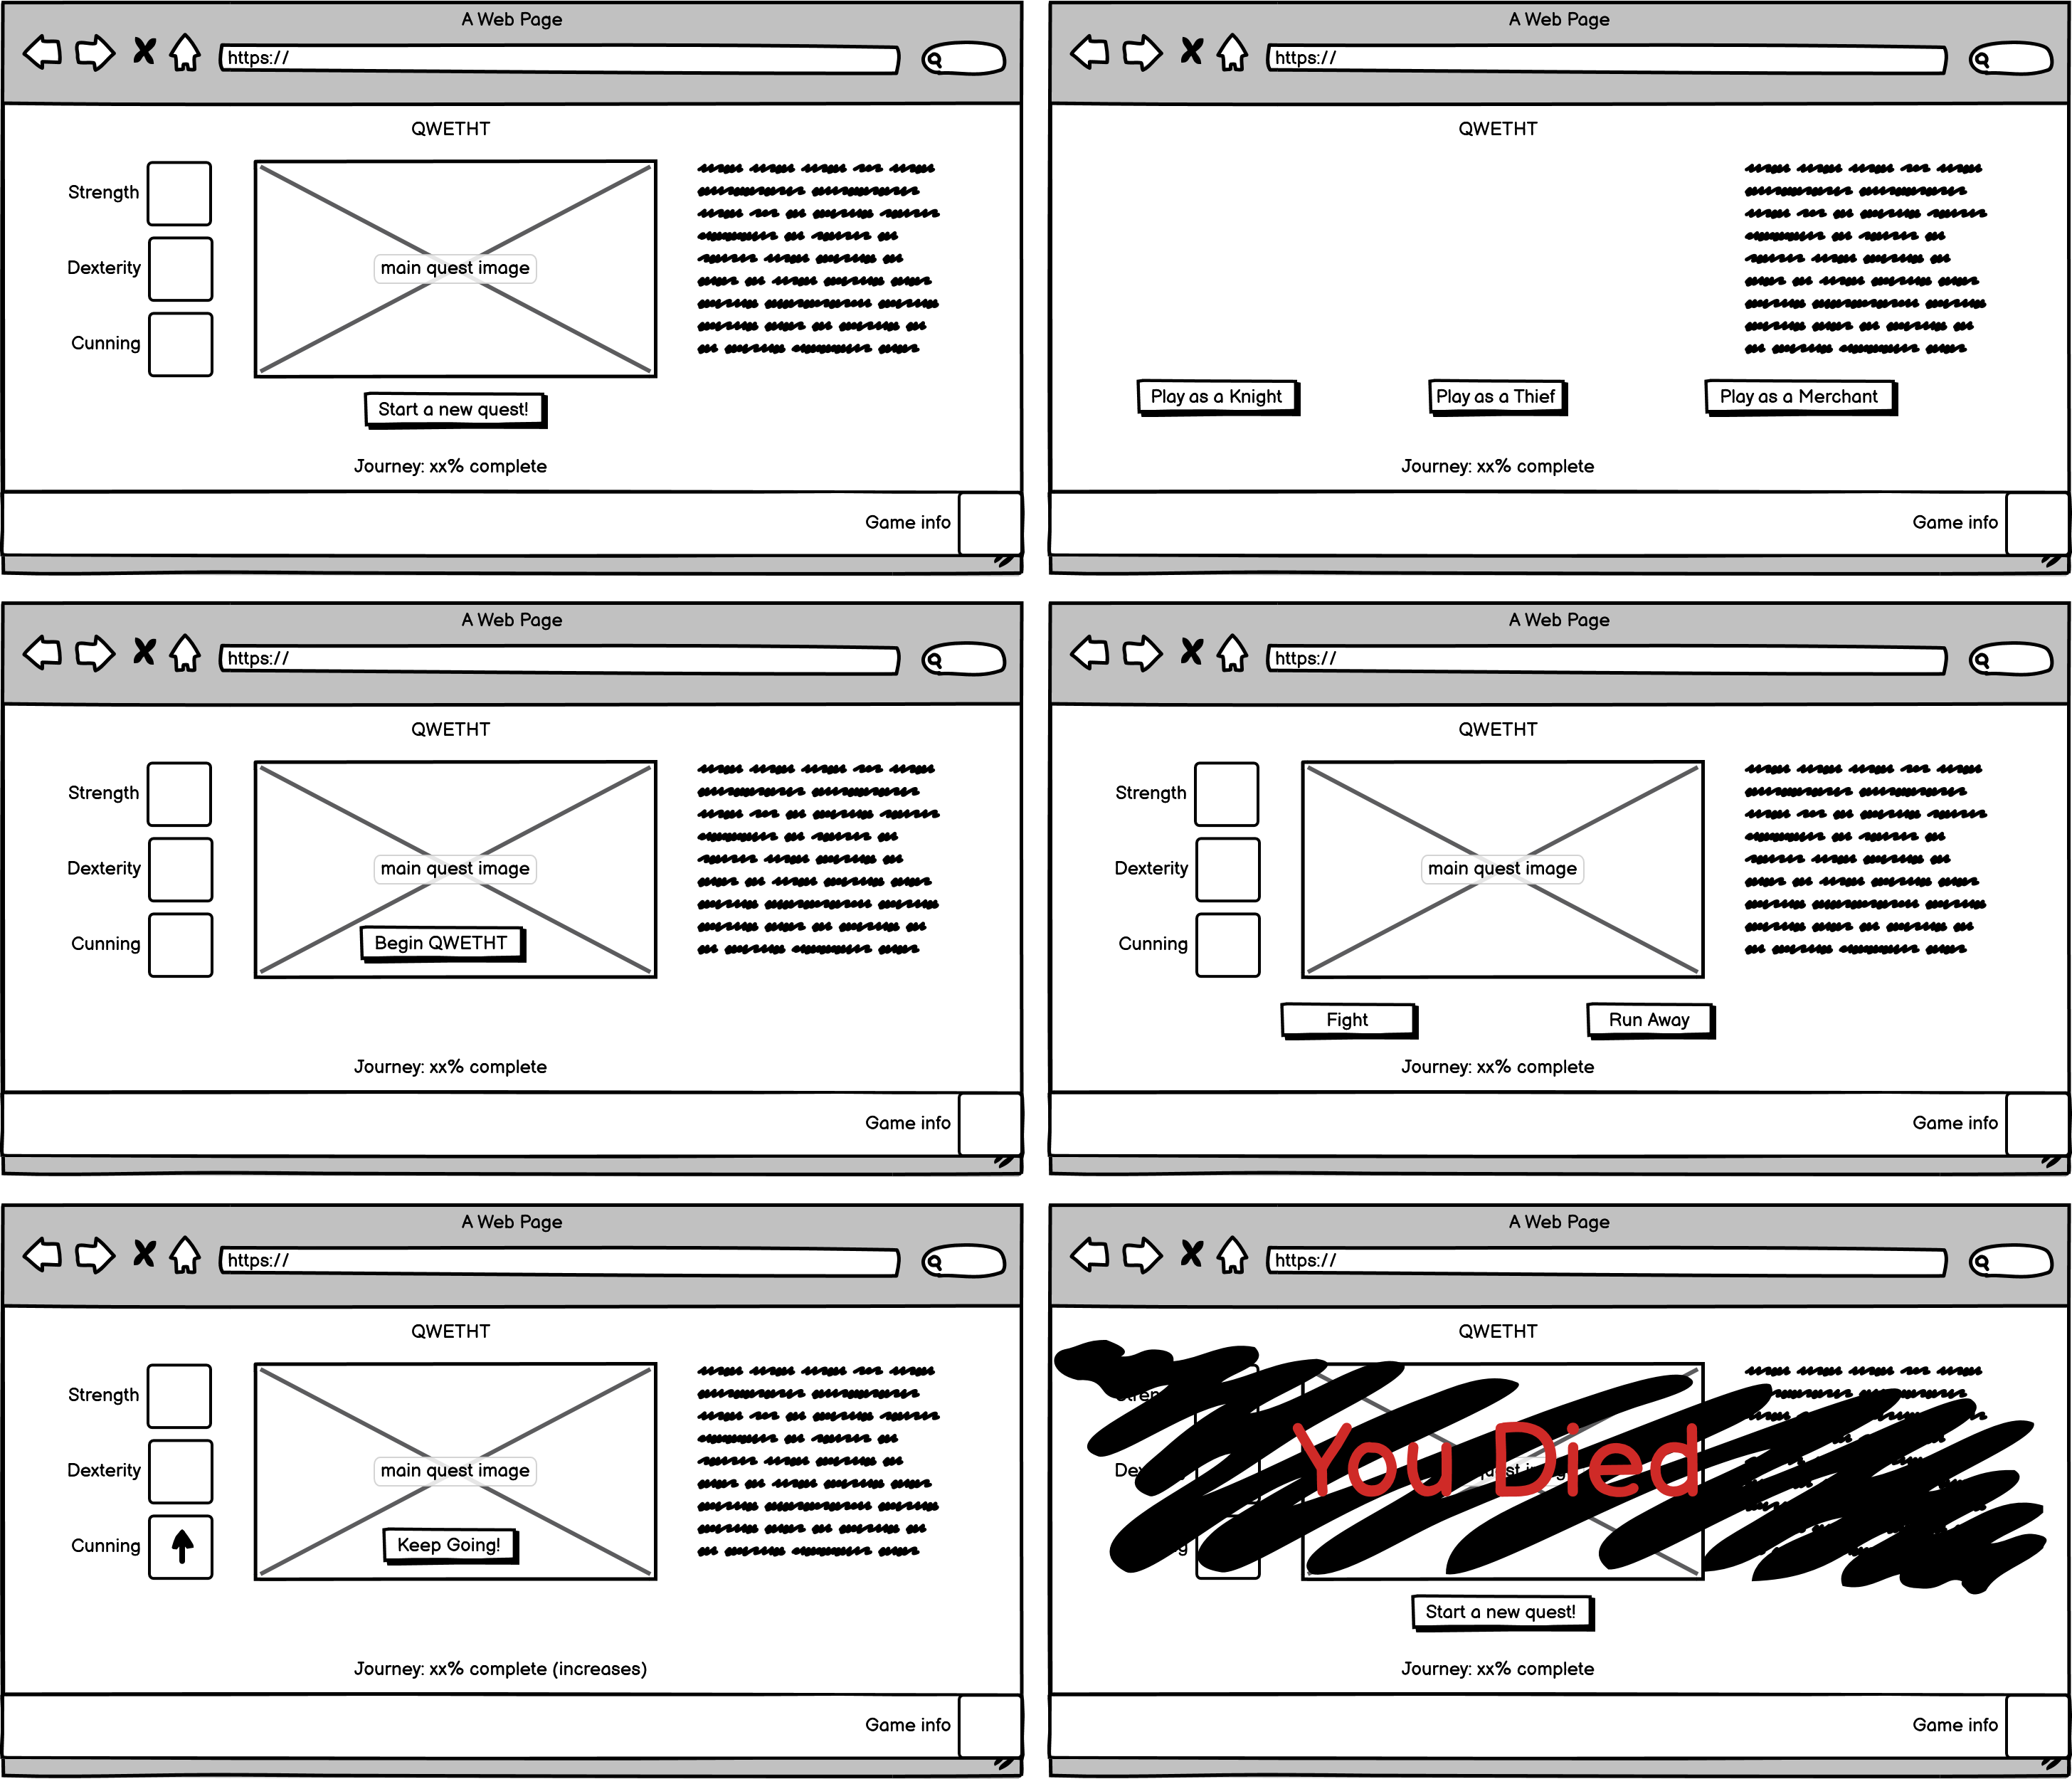 A Web Page
https://
QWETHT
Strength
Dexterity
Cunning
main quest image
Start a new quest!
Journey: xx% complete
Game info
A Web Page
https://
QWETHT
Play as a Knight
Play as a Thief
Play as a Merchant
Journey: xx% complete
Game info
A Web Page
https://
QWETHT
Strength
Dexterity
Cunning
main quest image
Begin QWETHT
Journey: xx% complete
Game info
A Web Page
https://
QWETHT
Strength
Dexterity
Cunning
main quest image
Fight
Run Away
Journey: xx% complete
Game info
A Web Page
https://
QWETHT
Strength
Dexterity
Cunning
main quest image
Keep Going!
Journey: xx% complete (increases)
Game info
A Web Page
https://
QWETHT
You Died
Start a new quest!
Journey: xx% complete
Game info